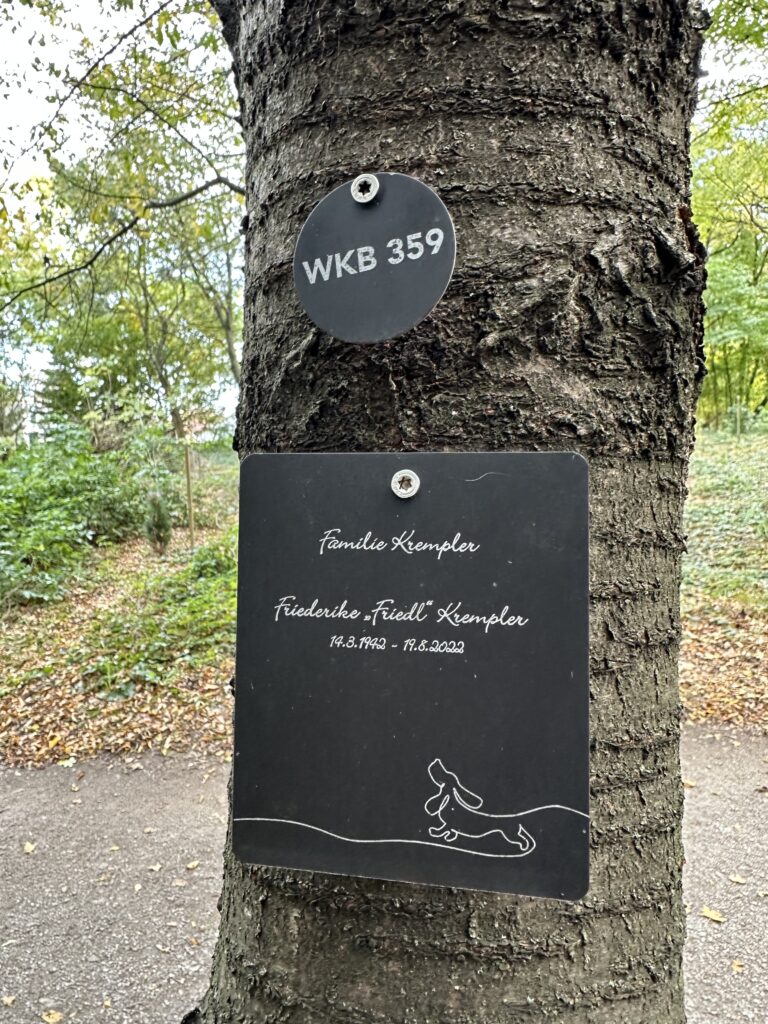 WKB 359
Familie Krempler
Friederike „Friedl“ Krempler
14.3.1942 - 19.8.2022